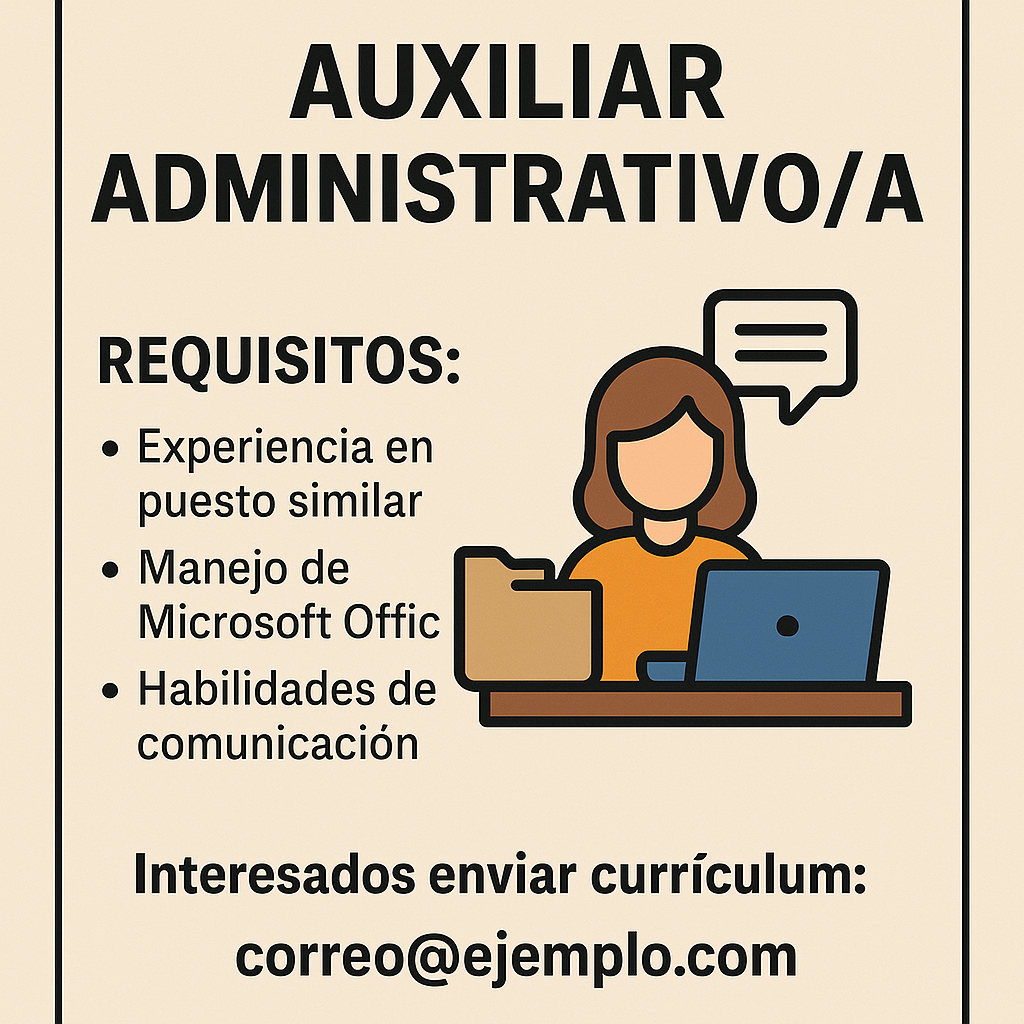 AUXILIAR
ADMINISTRATIVO/A
REQUISITOS:
• Experiencia en
puesto similar
• Manejo de
Microsoft Offic
• Habilidades de
comunicación
Interesados enviar currículum:
correo@ejemplo.com